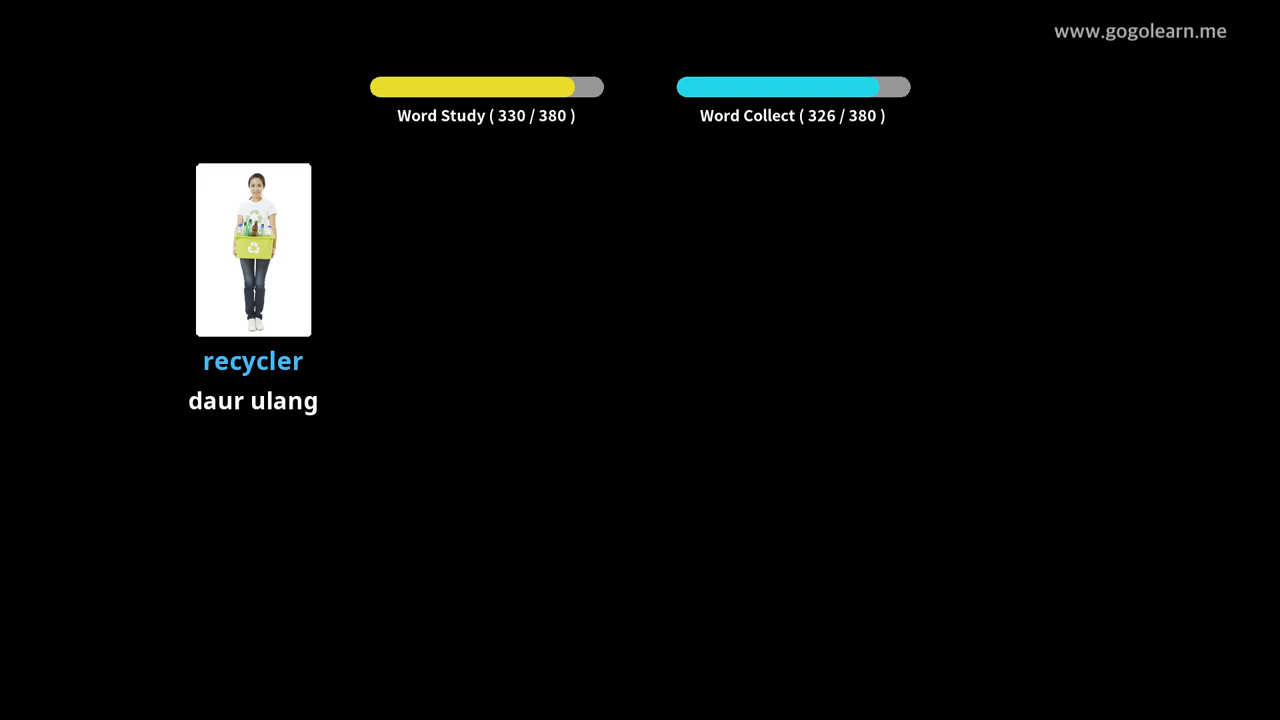 www.gogolearn.me
Word Study ( 330 / 380 )
Word Collect ( 326 / 380 )
recycler
daur ulang